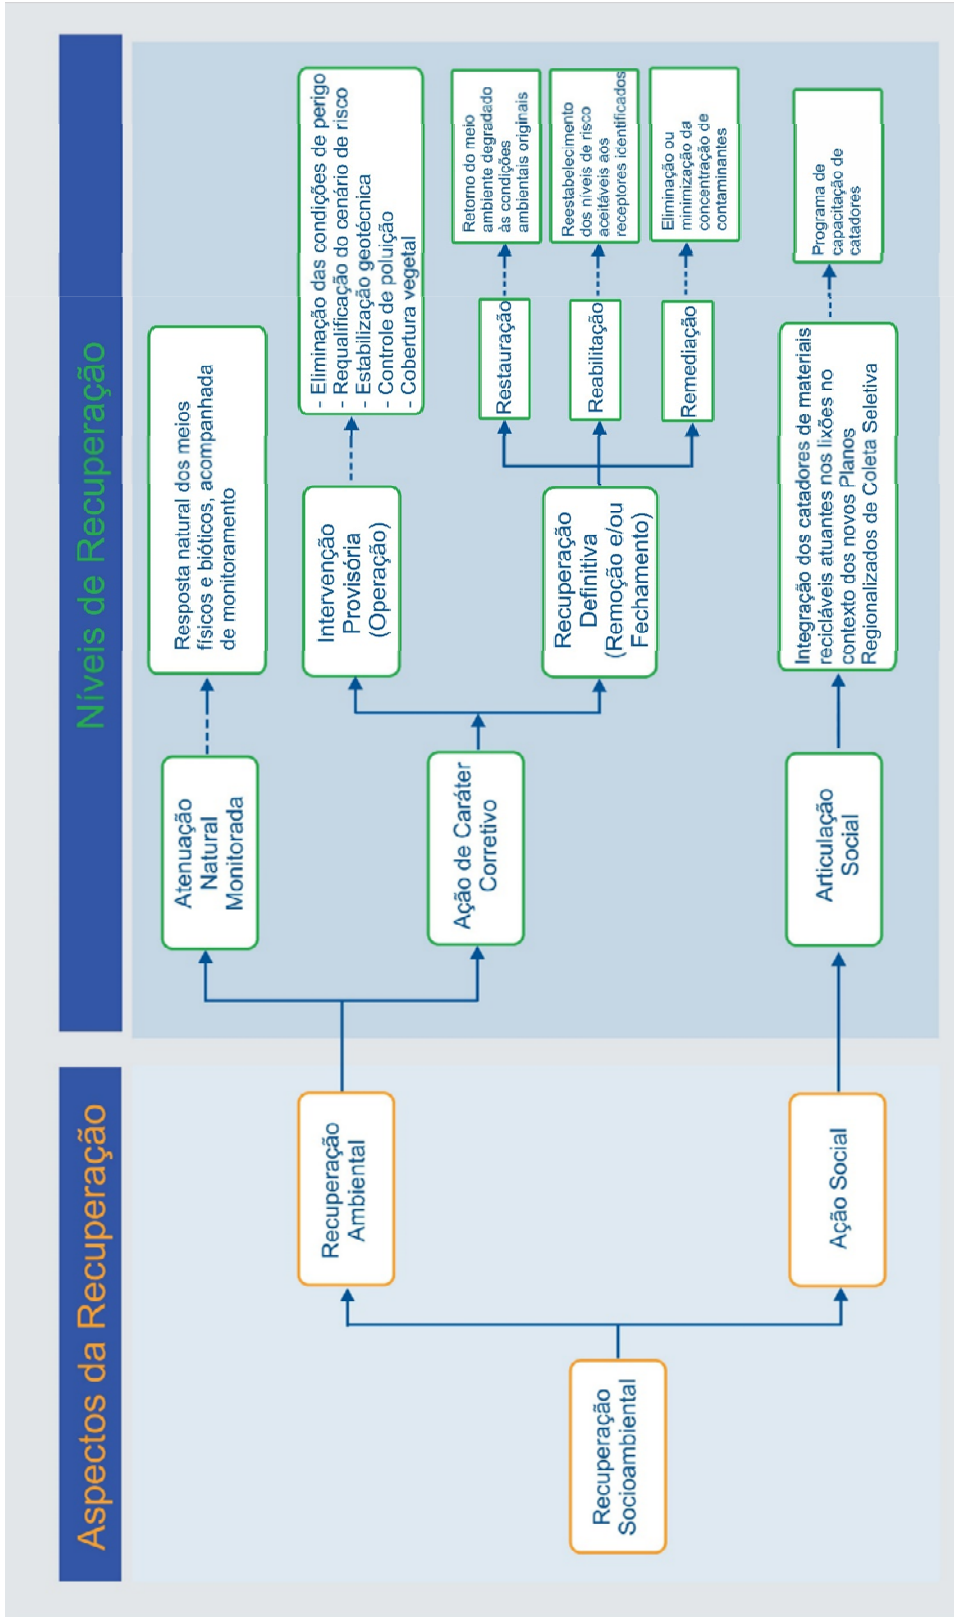 Aspectos da Recuperação
Níveis de Recuperação
Recuperação
Socioambiental
Recuperação
Ambiental
Ação Social
Atenuação
Natural
Monitorada
Resposta natural dos meios
físicos e bióticos, acompanhada
de monitoramento
Ação de Caráter
Corretivo
Intervenção
Provisória
(Operação)
- Eliminação das condições de perigo
- Requalificação do cenário de risco
- Estabilização geotécnica
- Controle de poluição
- Cobertura vegetal
Recuperação
Definitiva
(Remoção e/ou
Fechamento)
Restauração
Retorno do meio
ambiente degradado
às condições
ambientais originais
Reabilitação
Reestabelecimento
dos níveis de risco
aceitáveis aos
receptores identificados
Remediação
Eliminação ou
minimização da
concentração de
contaminantes
Articulação
Social
Integração dos catadores de materiais
recicláveis atuantes nos lixões no
contexto dos novos Planos
Regionalizados de Coleta Seletiva
Programa de
capacitação de
catadores